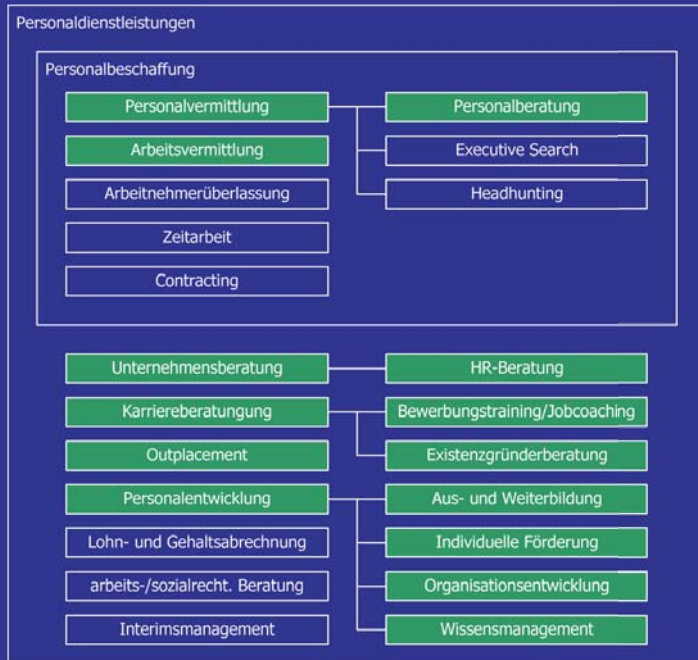 Personaldienstleistungen
Personalbeschaffung
Personalvermittlung
Personalberatung
Arbeitsvermittlung
Executive Search
Arbeitnehmerüberlassung
Headhunting
Zeitarbeit
Contracting
Unternehmensberatung
HR-Beratung
Karriereberatungung
Bewerbungstraining/Jobcoaching
Outplacement
Existenzgründerberatung
Personalentwicklung
Aus- und Weiterbildung
Lohn- und Gehaltsabrechnung
Individuelle Förderung
arbeits-/sozialrecht. Beratung
Organisationsentwicklung
Interimsmanagement
Wissensmanagement